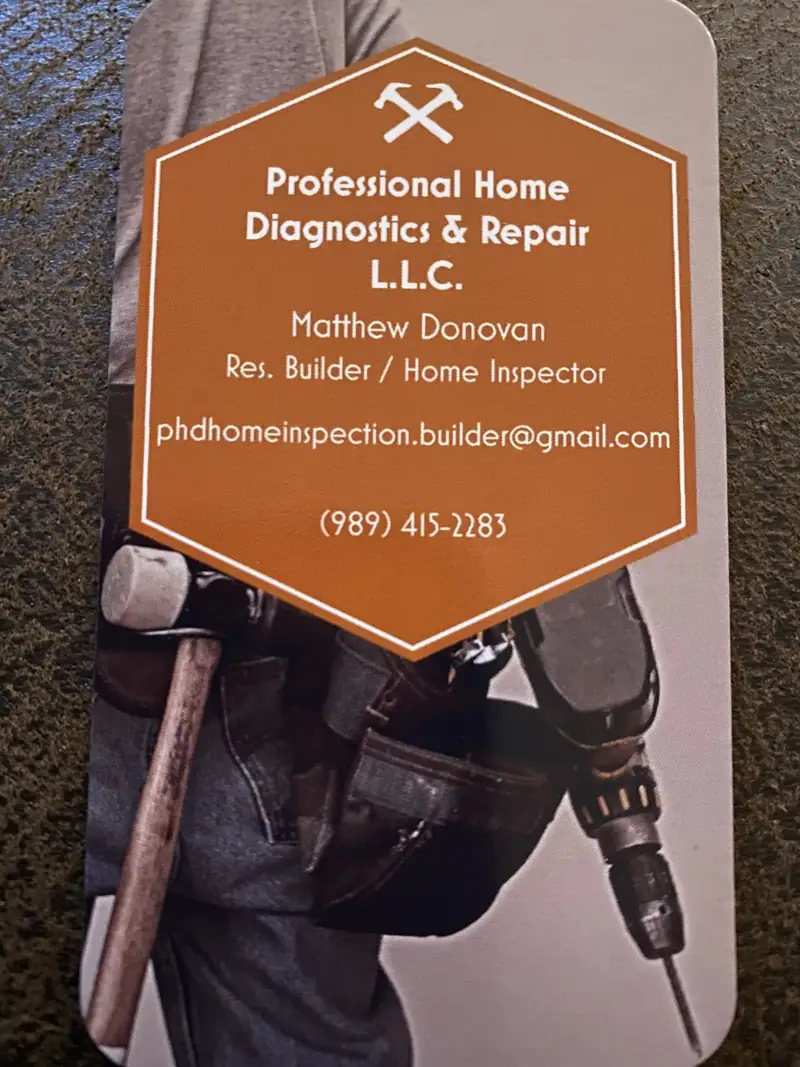 Professional Home
Diagnostics & Repair
L.L.C.
Matthew Donovan
Res. Builder / Home Inspector
phdhomeinspection.builder@gmail.com
(989) 415-2283